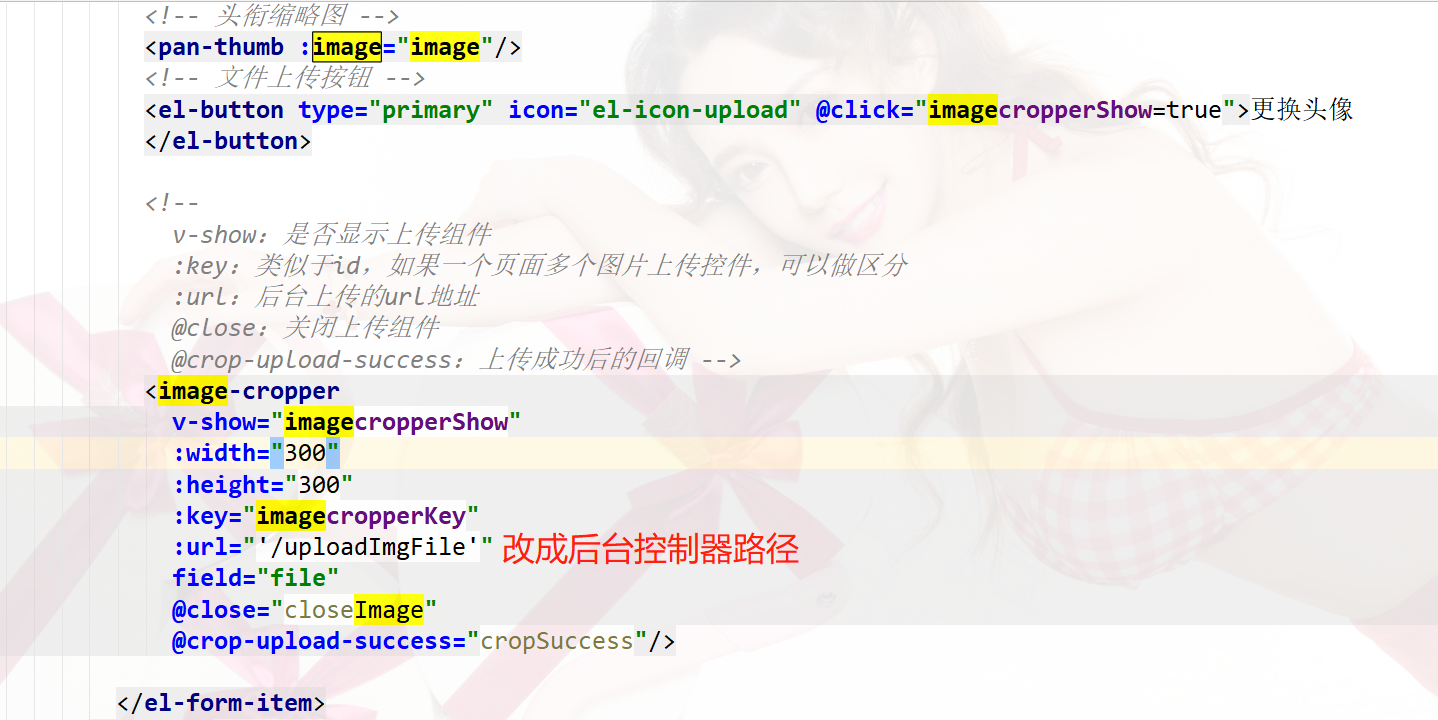 <!-- 头衔缩略图 -->
<pan-thumb :image="image"/>
<!-- 文件上传按钮 -->
<el-button type="primary" icon="el-icon-upload" @click="imagecropperShow=true">更换头像
</el-button>
<!--
v-show：是否显示上传组件
:key：类似于id，如果一个页面多个图片上传控件，可以做区分
:url：后台上传的url地址
@close：关闭上传组件
@crop-upload-success：上传成功后的回调 -->
<image-cropper
v-show="imagecropperShow"
:width="300"
:height="300"
:key="imagecropperKey"
:url="'/uploadImgFile'" 改成后台控制器路径
field="file"
@close="closeImage"
@crop-upload-success="cropSuccess"/>
</el-form-item>